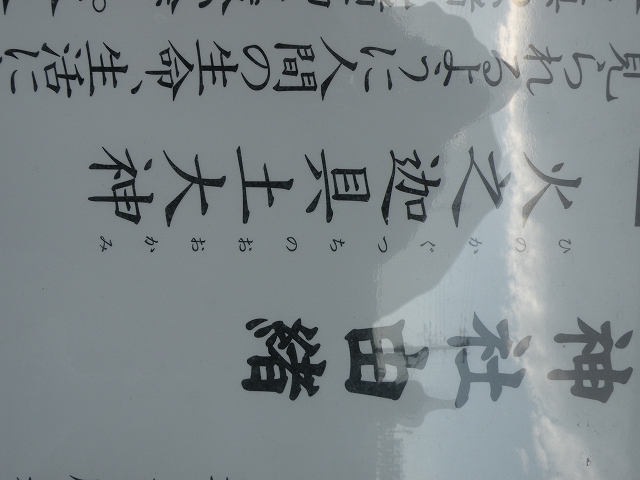 神社由緒
ひのかぐつちのおおかみ
火之迦具土大神
見られるように人間の生命、生活に